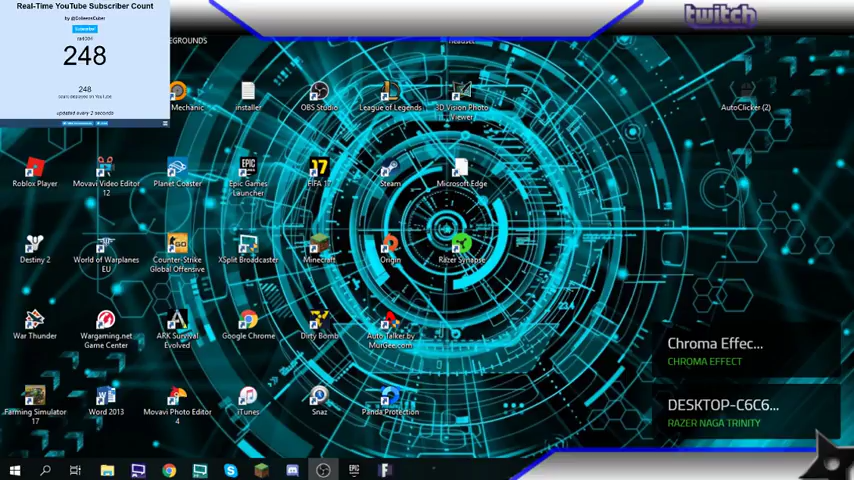 Real-Time YouTube Subscriber Count
by @CoileonCuber
248
248
updated every 2 seconds
twitch
Mechanic
installer
OBS Studio
League of Legends
3D Vision Photo
Viewer
AutoClicker (2)
Roblox Player
Movavi Video Editor
12
Planet Coaster
Epic Games
Launcher
FIFA 17
Steam
Microsoft Edge
Destiny 2
World of Warplanes
EU
Counter-Strike
Global Offensive
XSplit Broadcaster
Minecraft
Origin
Razer Synapse
War Thunder
Wargaming.net
Game Center
ARK Survival
Evolved
Google Chrome
Dirty Bomb
Auto Talker by
MurGee.com
Chroma Effec...
CHROMA EFFECT
Farming Simulator
17
Word 2013
Movavi Photo Editor
4
iTunes
Snaz
Panda Protection
DESKTOP-C6C6...
RAZER NAGA TRINITY